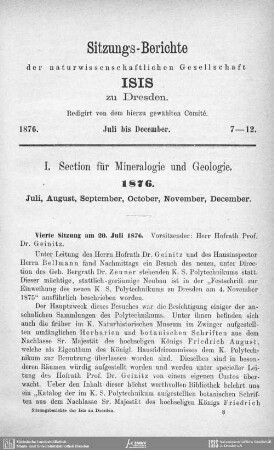 Sitzungs-Berichte
der naturwissenschaftlichen Gesellschaft
ISIS
zu Dresden.
Redigirt von dem hierzu gewählten Comité.
1876. Juli bis December. 7—12.
I. Section für Mineralogie und Geologie.
1876.
Juli, August, September, October, November, December.
Vierte Sitzung am 20. Juli 1876. Vorsitzender: Herr Hofrath Prof.
Dr. Geinitz.
Unter Leitung des Herrn Hofrath Dr. Geinitz und des Hausinspector
Herrn Bellmann fand Nachmittags ein Besuch des neuen, unter Direc-
tion des Geh. Bergrath Dr. Zeuner stehenden K. S. Polytechnikums statt.
Dieser mächtige, stattlich-geräumige Neubau ist in der „Festschrift zur
Einweihung des neuen K. S. Polytechnikums zu Dresden am 4. November
1875“ ausführlich beschrieben worden.
Der Hauptzweck dieses Besuches war die Besichtigung einiger der an-
sehnlichen Sammlungen des Polytechnikums. Unter ihnen befinden sich
auch die früher im K. Naturhistorischen Museum im Zwinger aufgestell-
ten umfänglichen Herbarien und botanischen Schriften aus dem
Nachlasse Sr. Majestät des hochseligen Königs Friedrich August,
welche als Eigenthum des Königl. Hausfideicommisses dem K. Polytech-
nikum zur Benutzung überlassen worden sind. Dieselben sind in beson-
deren Räumen würdig aufgestellt worden und werden unter specieller Lei-
tung des Hofrath Prof. Dr. Geinitz von einem eigenen Custos über-
wacht. Ueber den Inhalt dieser höchst werthvollen Bibliothek belehrt uns
ein „Katalog der im K. S. Polytechnikum aufgestellten botanischen Schrif-
ten aus dem Nachlasse Sr. Majestät des hochseligen Königs Friedrich
Sitzungsberichte der Isis zu Dresden. 6